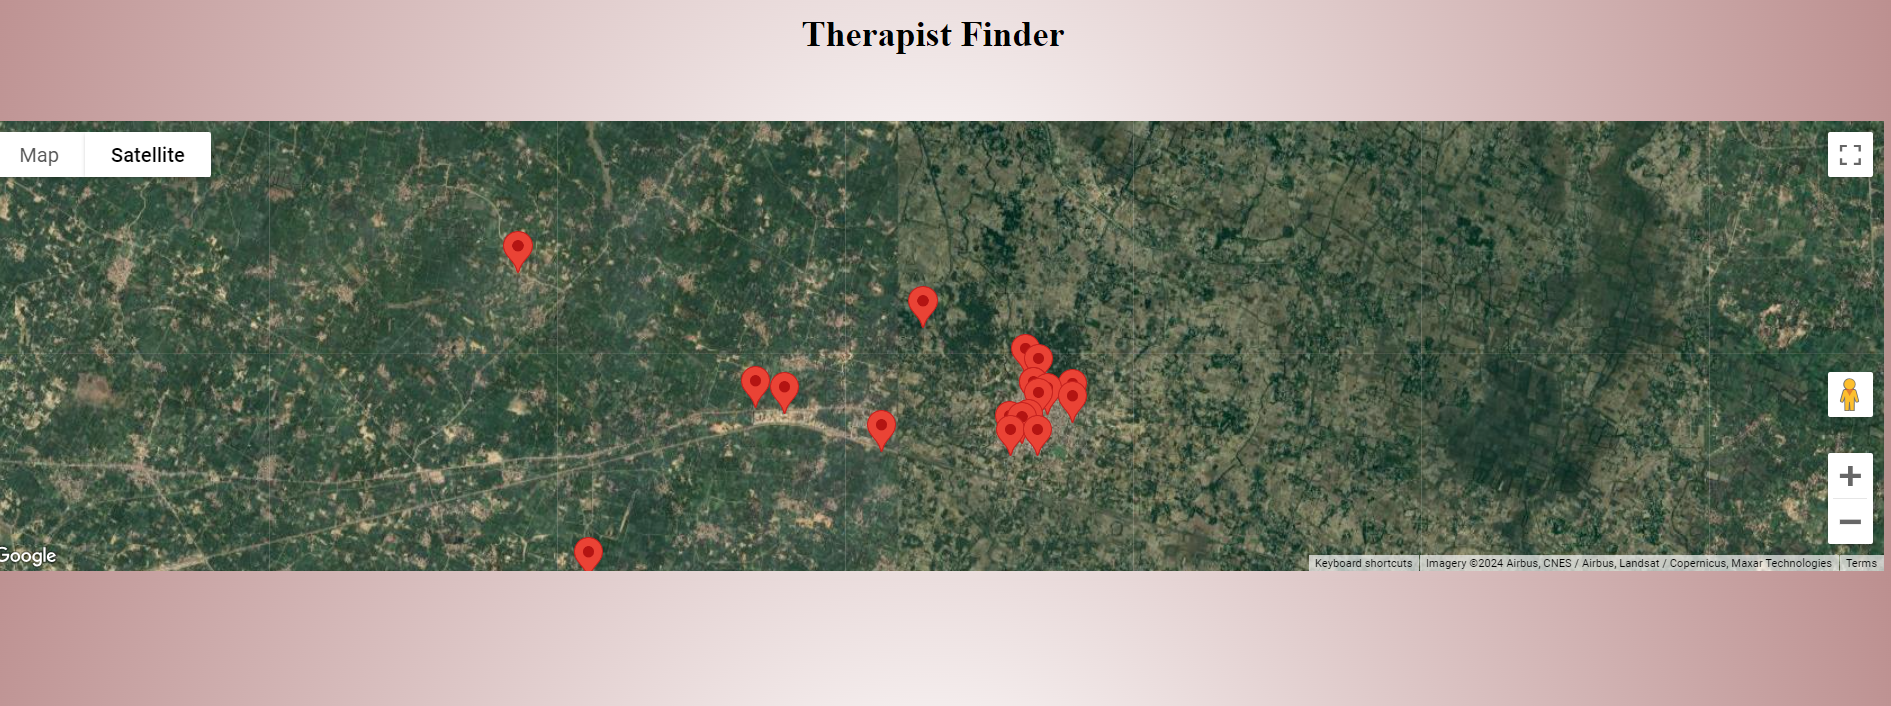 Therapist Finder
Map
Satellite
Google
Keyboard shortcuts
Imagery ©2024 Airbus, CNES / Airbus, Landsat / Copernicus, Maxar Technologies
Terms